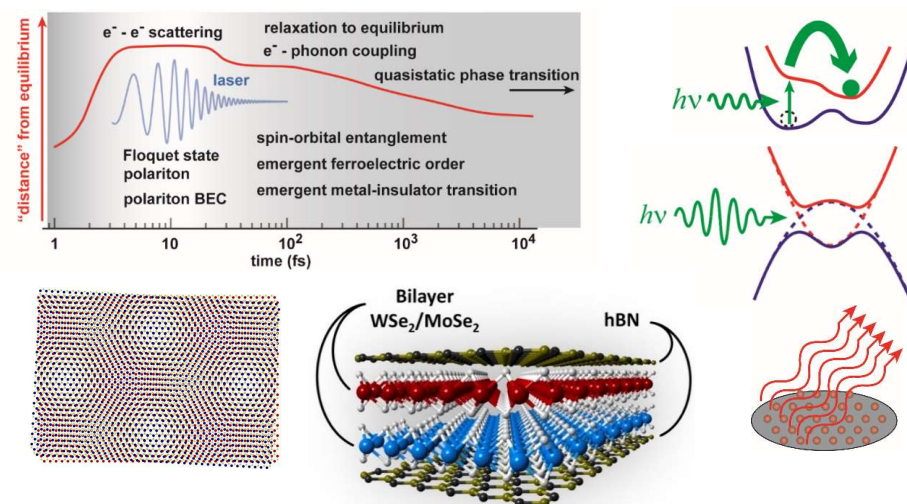 "distance" from equilibrium
e⁻ - e⁻ scattering
relaxation to equilibrium
e⁻ - phonon coupling
quasistatic phase transition
laser
Floquet state
polariton
polariton BEC
spin-orbital entanglement
emergent ferroelectric order
emergent metal-insulator transition
1
10
10²
10³
10⁴
time (fs)
hν
hν
Bilayer
WSe₂/MoSe₂
hBN